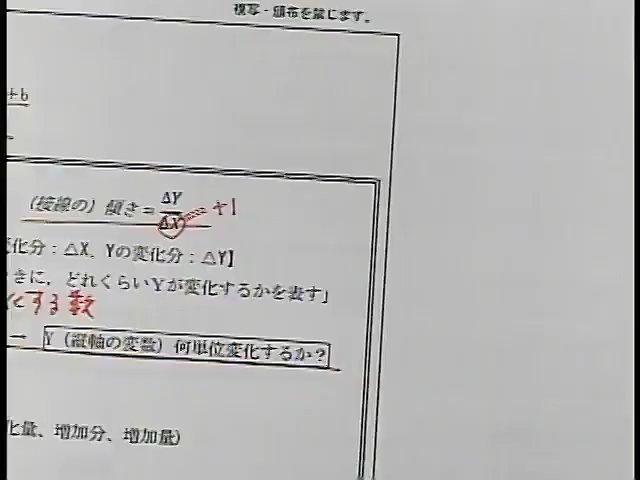 複写・頒布を禁じます。
+b
(接線の) 傾き=ΔY/ΔX +1
化分:△X、Yの変化分:△Y】
きに,どれくらいYが変化するかを表す」
化する数
→ Y(縦軸の変数)何単位変化するか?
化量、増加分、増加量)